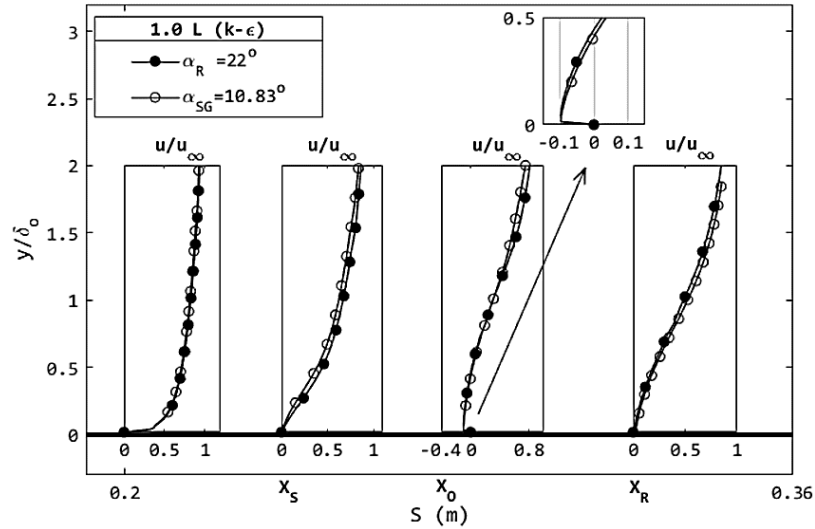 1.0 L (k-ϵ)
α_R =22°
α_SG=10.83°
3
2.5
2
1.5
1
0.5
0
y/δ_o
0.5
0
-0.1 0 0.1
u/u_∞ u/u_∞ u/u_∞ u/u_∞
0 0.5 1 0 0.5 1 -0.4 0 0.8 0 0.5 1
0.2 X_S X_O X_R 0.36
S (m)